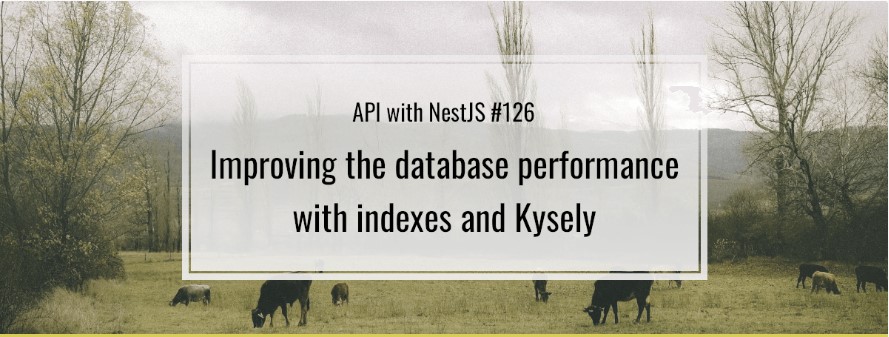 API with NestJS #126
Improving the database performance
with indexes and Kysely